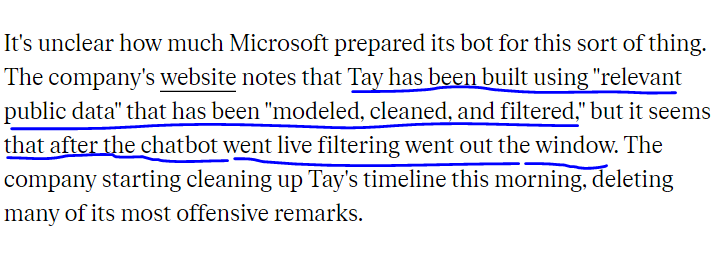 It's unclear how much Microsoft prepared its bot for this sort of thing.
The company's website notes that Tay has been built using "relevant
public data" that has been "modeled, cleaned, and filtered," but it seems
that after the chatbot went live filtering went out the window. The
company starting cleaning up Tay's timeline this morning, deleting
many of its most offensive remarks.